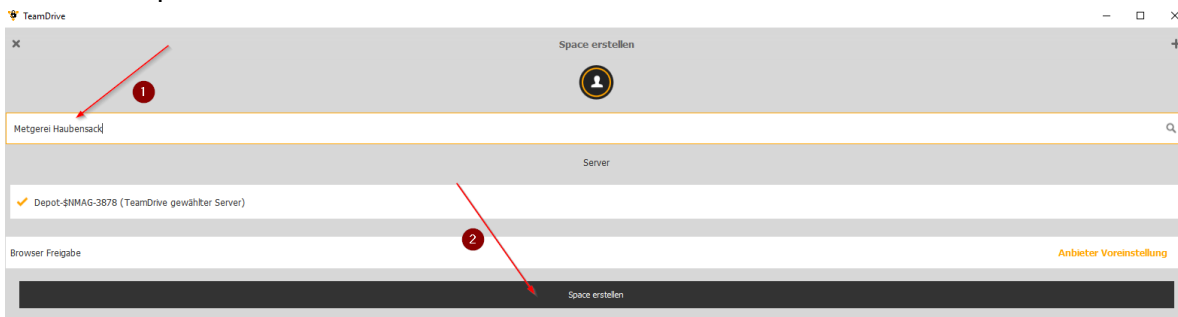 TeamDrive
Space erstellen
1
Metgerei Haubensack
Server
Depot-$NMAG-3878 (TeamDrive gewählter Server)
2
Browser Freigabe Anbieter Voreinstellung
Space erstellen